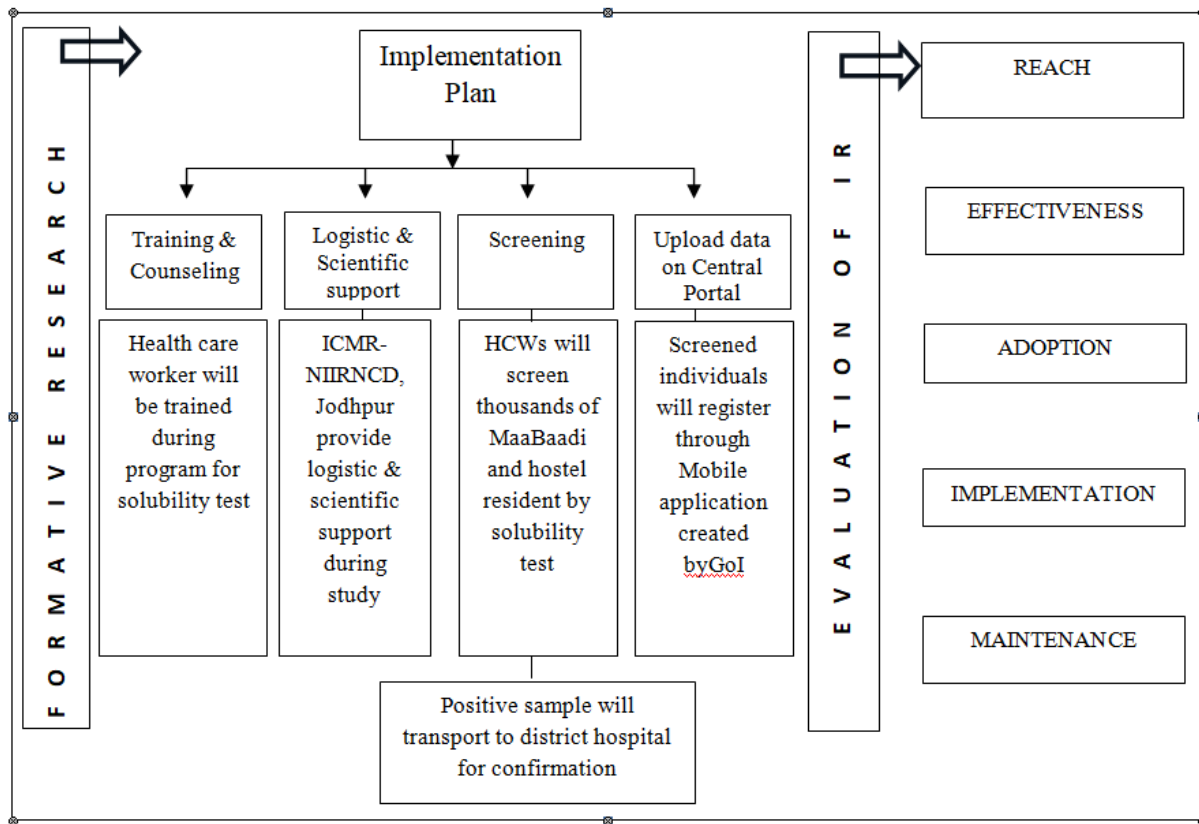 FORMATIVE RESEARCH
Implementation
Plan
Training &
Counseling
Health care
worker will
be trained
during
program for
solubility test
Logistic &
Scientific
support
ICMR-
NIIRNCD,
Jodhpur
provide
logistic &
scientific
support
during
study
Screening
HCWs will
screen
thousands of
MaaBaadi
and hostel
resident by
solubility
test
Upload data
on Central
Portal
Screened
individuals
will register
through
Mobile
application
created
byGoI
Positive sample will
transport to district hospital
for confirmation
EVALUATION OF IR
REACH
EFFECTIVENESS
ADOPTION
IMPLEMENTATION
MAINTENANCE